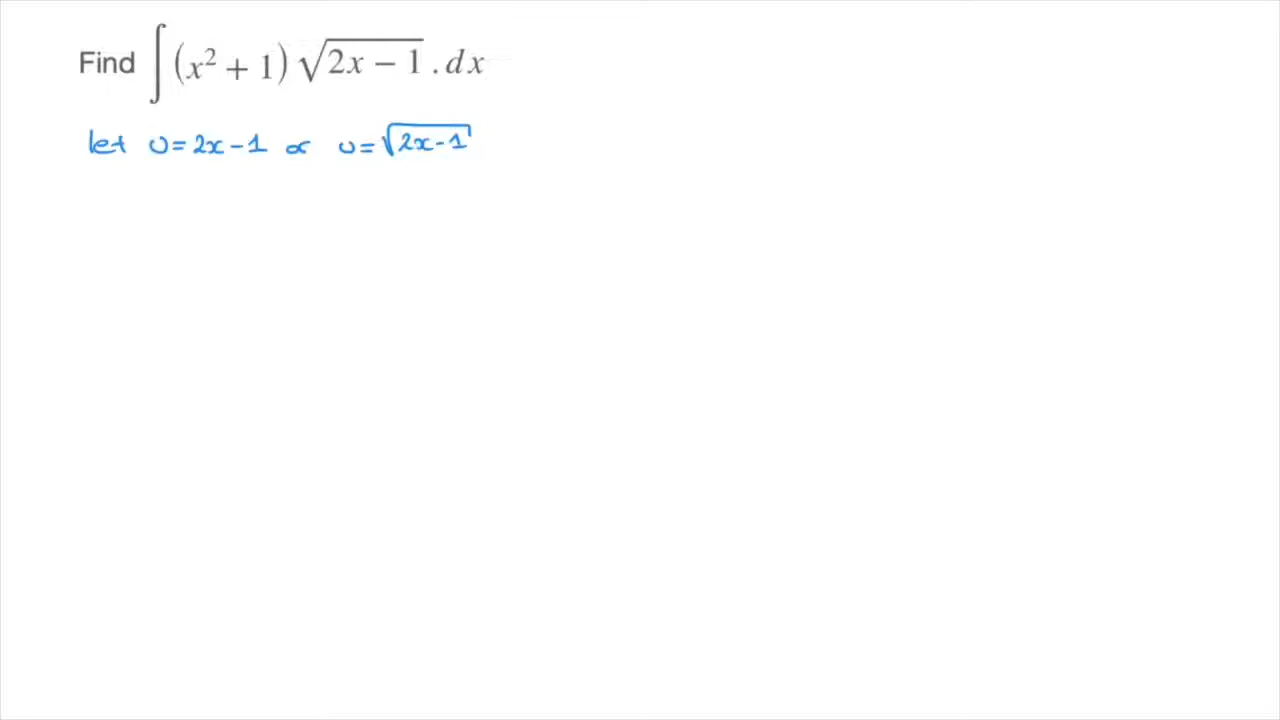 Find ∫ (x² + 1) √(2x − 1) . dx
let u = 2x - 1 or u = √(2x - 1)